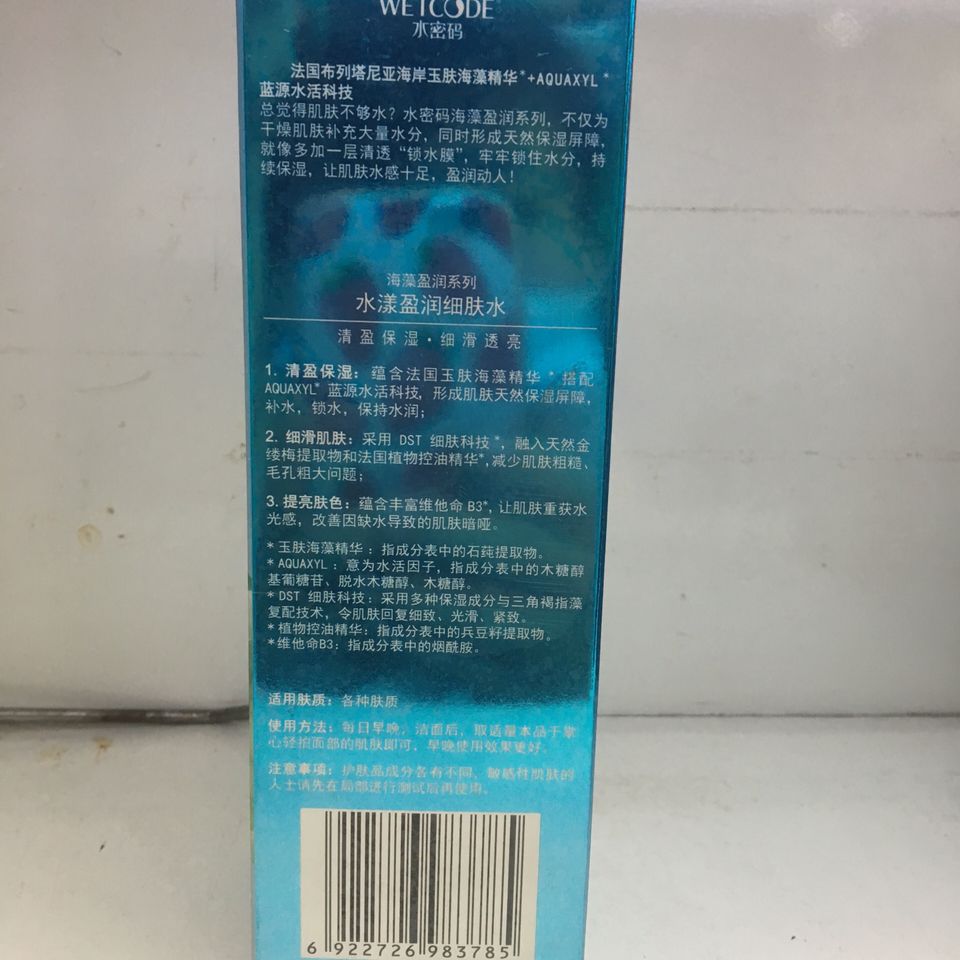 WETCODE
水密码
法国布列塔尼亚海岸玉肤海藻精华*+AQUAXYL*
蓝源水活科技
总觉得肌肤不够水？水密码海藻盈润系列，不仅为
干燥肌肤补充大量水分，同时形成天然保湿屏障，
就像多加一层清透“锁水膜”，牢牢锁住水分，持
续保湿，让肌肤水感十足，盈润动人！
海藻盈润系列
水漾盈润细肤水
清盈保湿·细滑透亮
1. 清盈保湿：蕴含法国玉肤海藻精华*搭配
AQUAXYL*蓝源水活科技，形成肌肤天然保湿屏障，
补水，锁水，保持水润；
2. 细滑肌肤：采用 DST 细肤科技*，融入天然金
缕梅提取物和法国植物控油精华*,减少肌肤粗糙、
毛孔粗大问题；
3. 提亮肤色：蕴含丰富维他命 B3*，让肌肤重获水
光感，改善因缺水导致的肌肤暗哑。
*玉肤海藻精华：指成分表中的石莼提取物。
*AQUAXYL：意为水活因子，指成分表中的木糖醇
基葡糖苷、脱水木糖醇、木糖醇。
*DST 细肤科技：采用多种保湿成分与三角褐指藻
复配技术，令肌肤回复细致、光滑、紧致。
*植物控油精华：指成分表中的兵豆籽提取物。
*维他命B3：指成分表中的烟酰胺。
适用肤质：各种肤质
使用方法：每日早晚，洁面后，取适量本品于掌
心轻拍面部的肌肤即可，早晚使用效果更好。
注意事项：护肤品成分各有不同，敏感性肌肤的
人士请先在局部进行测试后再使用。
6 922726 983785